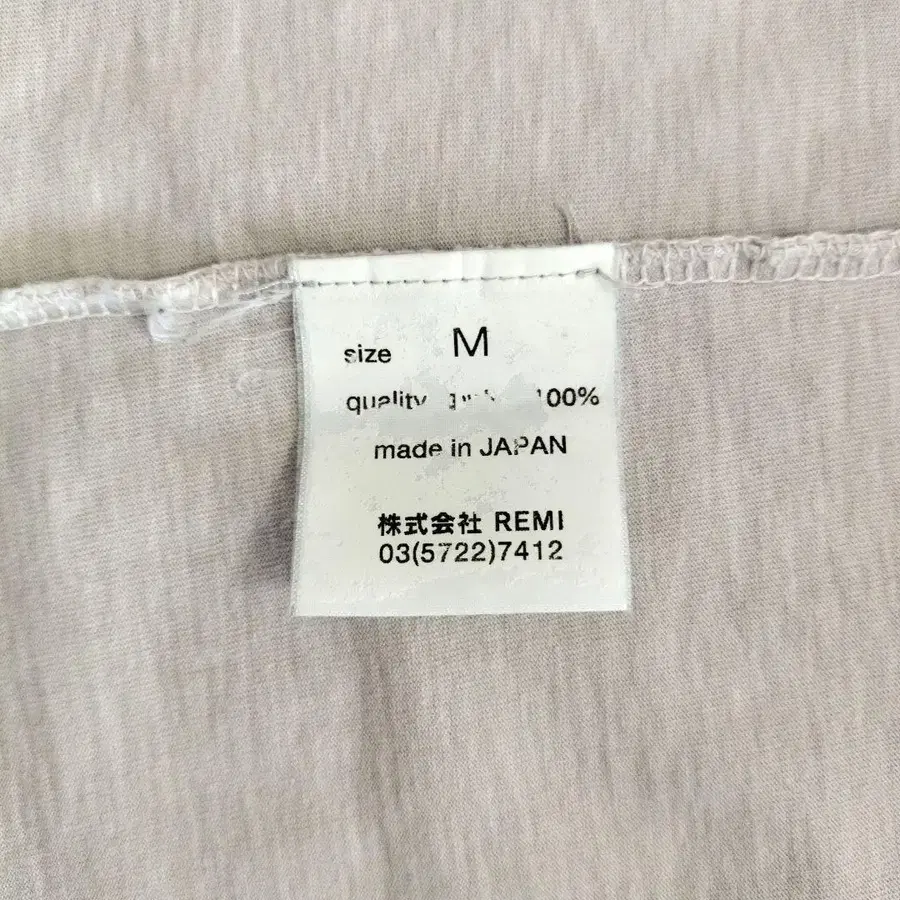 size M
quality 100%
made in JAPAN
株式会社 REMI
03(5722)7412